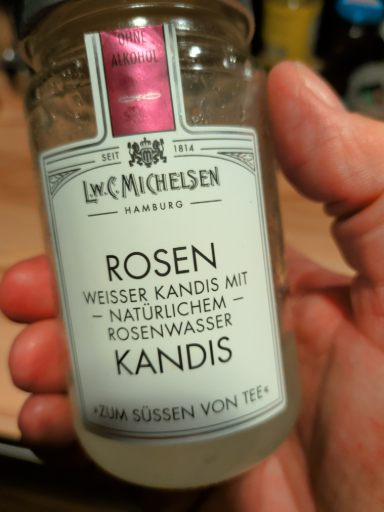 OHNE
ALKOHOL
SEIT 1814
L.W.C. MICHELSEN
HAMBURG
ROSEN
WEISSER KANDIS MIT
– NATÜRLICHEM –
ROSENWASSER
KANDIS
»ZUM SÜSSEN VON TEE«